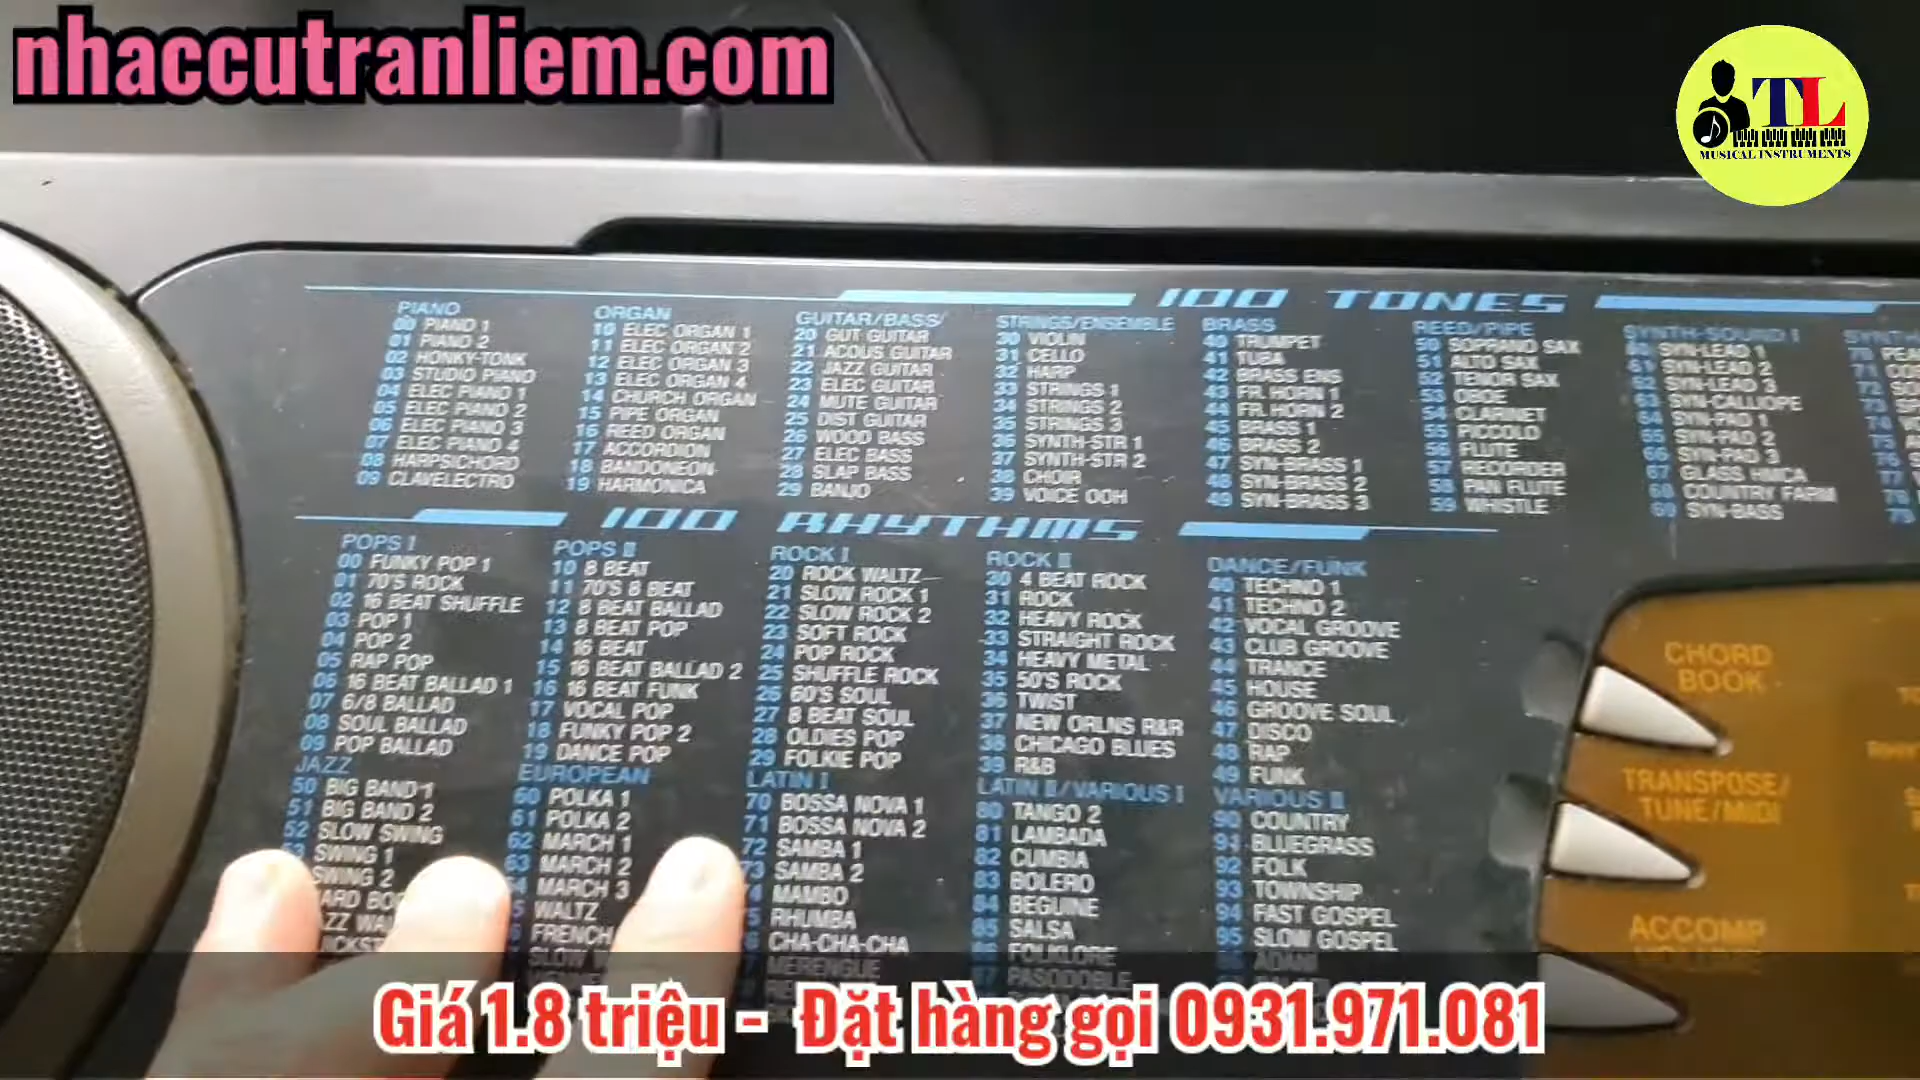 nhaccutranliem.com
TL
MUSICAL INSTRUMENTS
100 TONES
PIANO
00 PIANO 1
01 PIANO 2
02 HONKY-TONK
03 STUDIO PIANO
04 ELEC PIANO 1
05 ELEC PIANO 2
06 ELEC PIANO 3
07 ELEC PIANO 4
08 HARPSICHORD
09 CLAVELECTRO
ORGAN
10 ELEC ORGAN 1
11 ELEC ORGAN 2
12 ELEC ORGAN 3
13 ELEC ORGAN 4
14 CHURCH ORGAN
15 PIPE ORGAN
16 REED ORGAN
17 ACCORDION
18 BANDONEON
19 HARMONICA
GUITAR/BASS/
20 GUT GUITAR
21 ACOUS GUITAR
22 JAZZ GUITAR
23 ELEC GUITAR
24 MUTE GUITAR
25 DIST GUITAR
26 WOOD BASS
27 ELEC BASS
28 SLAP BASS
29 BANJO
STRINGS/ENSEMBLE
30 VIOLIN
31 CELLO
32 HARP
33 STRINGS 1
34 STRINGS 2
35 STRINGS 3
36 SYNTH-STR 1
37 SYNTH-STR 2
38 CHOIR
39 VOICE OOH
BRASS
40 TRUMPET
41 TUBA
42 BRASS ENS
43 FR. HORN 1
44 FR. HORN 2
45 BRASS 1
46 BRASS 2
47 SYN-BRASS 1
48 SYN-BRASS 2
49 SYN-BRASS 3
REED/PIPE
50 SOPRANO SAX
51 ALTO SAX
52 TENOR SAX
53 OBOE
54 CLARINET
55 PICCOLO
56 FLUTE
57 RECORDER
58 PAN FLUTE
59 WHISTLE
SYNTH-SOUND I
60 SYN-LEAD 1
61 SYN-LEAD 2
62 SYN-LEAD 3
63 SYN-CALLIOPE
64 SYN-PAD 1
65 SYN-PAD 2
66 SYN-PAD 3
67 GLASS HMCA
68 COUNTRY FARM
69 SYN-BASS
100 RHYTHMS
POPS I
00 FUNKY POP 1
01 70'S ROCK
02 16 BEAT SHUFFLE
03 POP 1
04 POP 2
05 RAP POP
06 16 BEAT BALLAD 1
07 6/8 BALLAD
08 SOUL BALLAD
09 POP BALLAD
POPS II
10 8 BEAT
11 70'S 8 BEAT
12 8 BEAT BALLAD
13 8 BEAT POP
14 16 BEAT
15 16 BEAT BALLAD 2
16 16 BEAT FUNK
17 VOCAL POP
18 FUNKY POP 2
19 DANCE POP
ROCK I
20 ROCK WALTZ
21 SLOW ROCK 1
22 SLOW ROCK 2
23 SOFT ROCK
24 POP ROCK
25 SHUFFLE ROCK
26 60'S SOUL
27 8 BEAT SOUL
28 OLDIES POP
29 FOLKIE POP
ROCK II
30 4 BEAT ROCK
31 ROCK
32 HEAVY ROCK
33 STRAIGHT ROCK
34 HEAVY METAL
35 50'S ROCK
36 TWIST
37 NEW ORLNS R&R
38 CHICAGO BLUES
39 R&B
DANCE/FUNK
40 TECHNO 1
41 TECHNO 2
42 VOCAL GROOVE
43 CLUB GROOVE
44 TRANCE
45 HOUSE
46 GROOVE SOUL
47 DISCO
48 RAP
49 FUNK
JAZZ
50 BIG BAND 1
51 BIG BAND 2
52 SLOW SWING
53 SWING 1
SWING 2
EUROPEAN
60 POLKA 1
61 POLKA 2
62 MARCH 1
63 MARCH 2
MARCH 3
WALTZ
FRENCH
LATIN I
70 BOSSA NOVA 1
71 BOSSA NOVA 2
72 SAMBA 1
73 SAMBA 2
MAMBO
RHUMBA
CHA-CHA-CHA
MERENGUE
LATIN II/VARIOUS I
80 TANGO 2
81 LAMBADA
82 CUMBIA
83 BOLERO
84 BEGUINE
85 SALSA
86 FOLKLORE
87 PASODOBLE
VARIOUS II
90 COUNTRY
91 BLUEGRASS
92 FOLK
93 TOWNSHIP
94 FAST GOSPEL
95 SLOW GOSPEL
CHORD
BOOK
TRANSPOSE/
TUNE/MIDI
ACCOMP
VOLUME
Giá 1.8 triệu - Đặt hàng gọi 0931.971.081